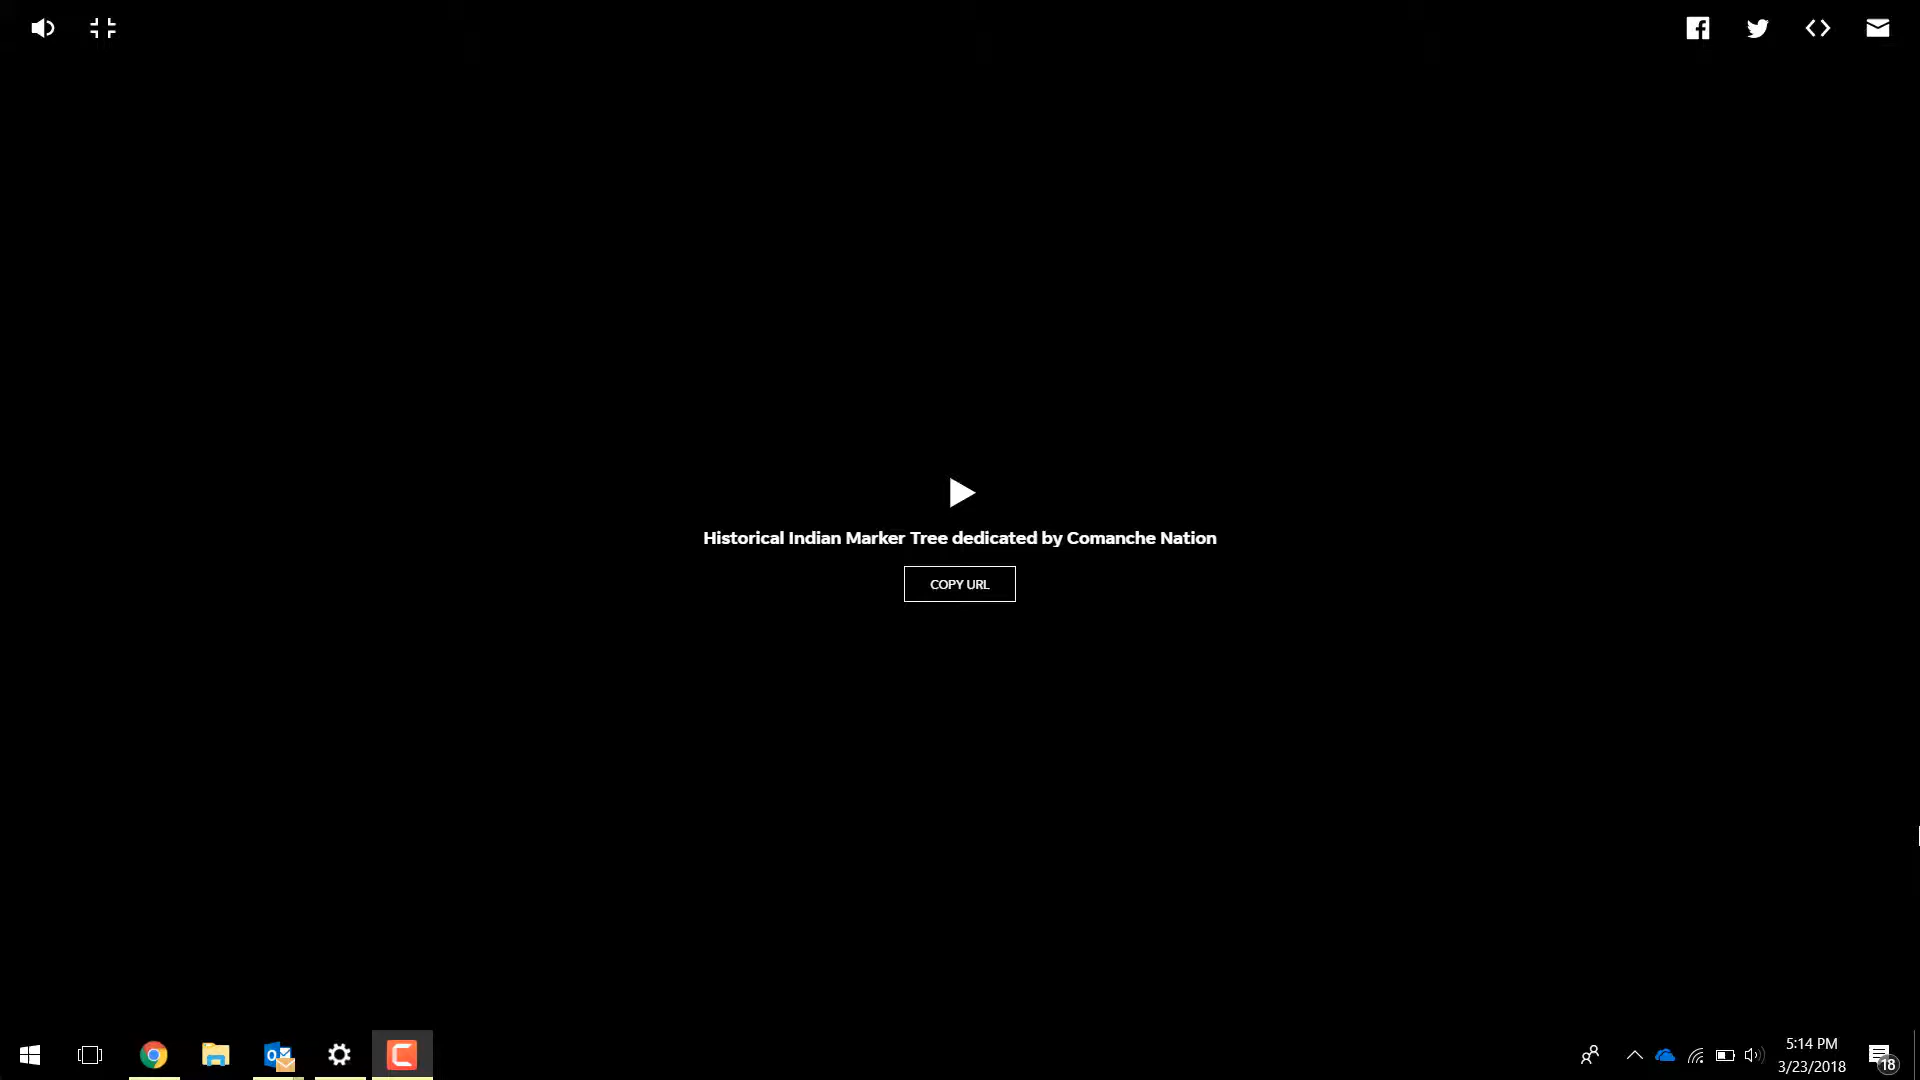 Historical Indian Marker Tree dedicated by Comanche Nation
COPY URL
5:14 PM
3/23/2018
18